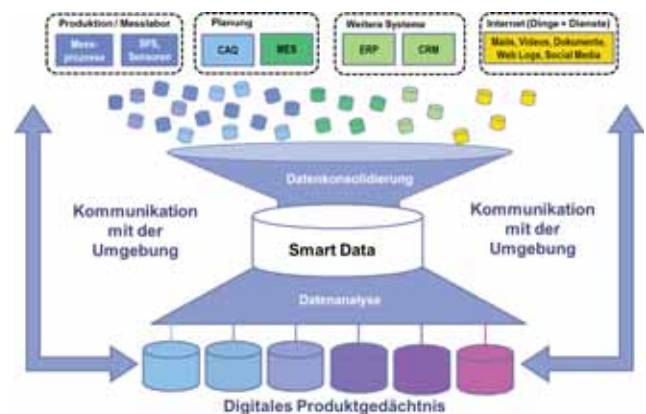 Produktion / Messlabor
Mess-
prozesse
SPS,
Sensoren
Planung
CAQ
MES
Weitere Systeme
ERP
CRM
Internet (Dinge + Dienste)
Mails, Videos, Dokumente,
Web Logs, Social Media
Datenkonsolidierung
Kommunikation
mit der
Umgebung
Smart Data
Kommunikation
mit der
Umgebung
Datenanalyse
Digitales Produktgedächtnis